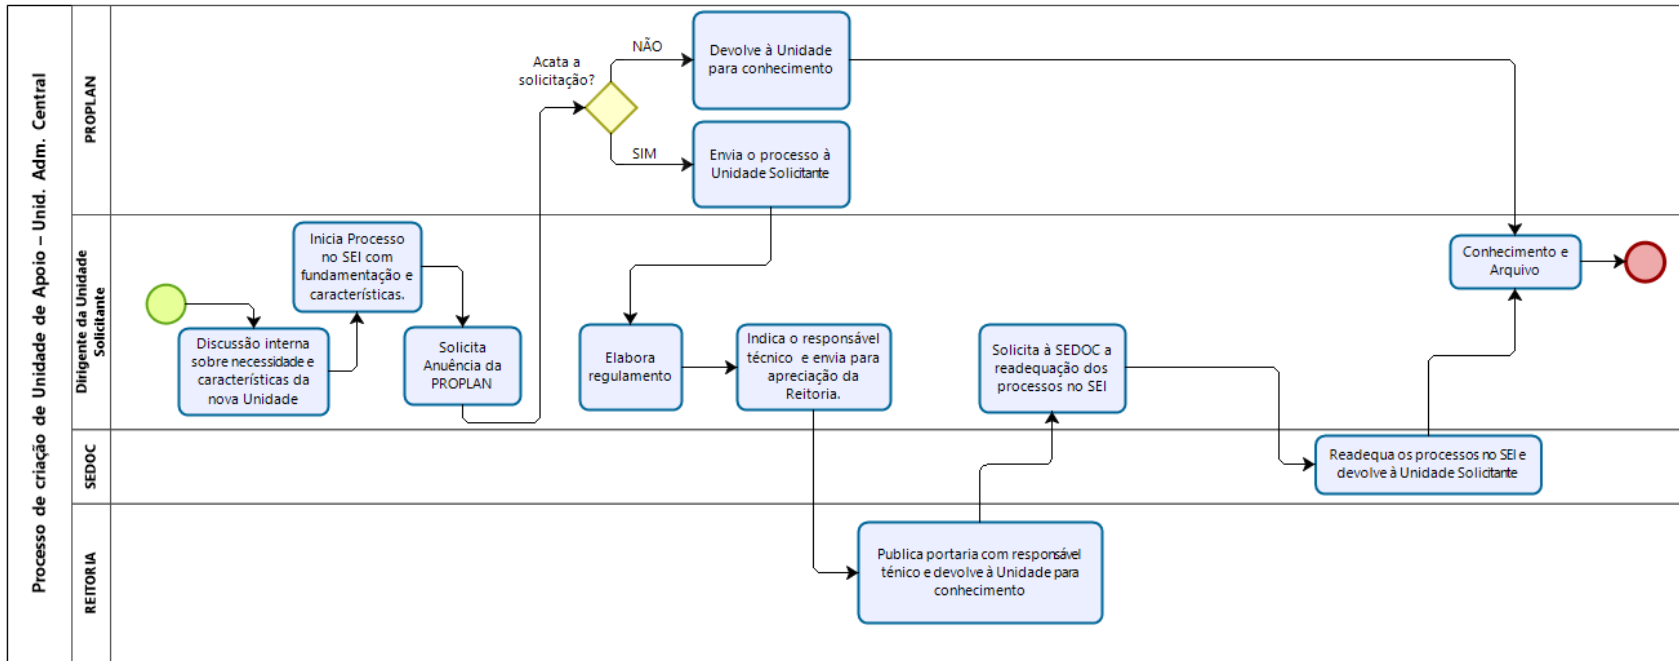 Processo de criação de Unidade de Apoio – Unid. Adm. Central
PROPLAN
Acata a
solicitação?
NÃO
Devolve à Unidade
para conhecimento
SIM
Envia o processo à
Unidade Solicitante
Dirigente da Unidade
Solicitante
Discussão interna
sobre necessidade e
características da
nova Unidade
Inicia Processo
no SEI com
fundamentação e
características.
Solicita
Anuência da
PROPLAN
Elabora
regulamento
Indica o responsável
técnico e envia para
apreciação da
Reitoria.
Solicita à SEDOC a
readequação dos
processos no SEI
Conhecimento e
Arquivo
SEDOC
Readequa os processos no SEI e
devolve à Unidade Solicitante
REITORIA
Publica portaria com responsável
ténico e devolve à Unidade para
conhecimento